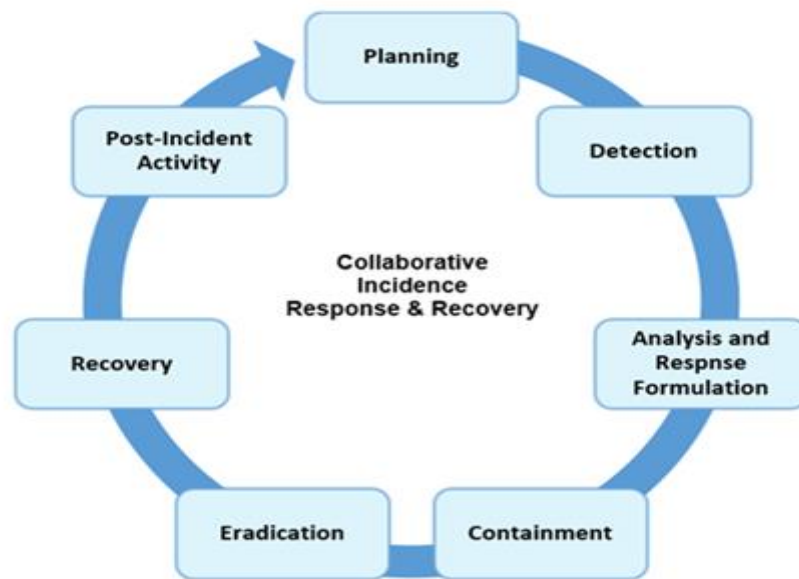 Planning
Detection
Analysis and
Respnse
Formulation
Containment
Eradication
Recovery
Post-Incident
Activity
Collaborative
Incidence
Response & Recovery